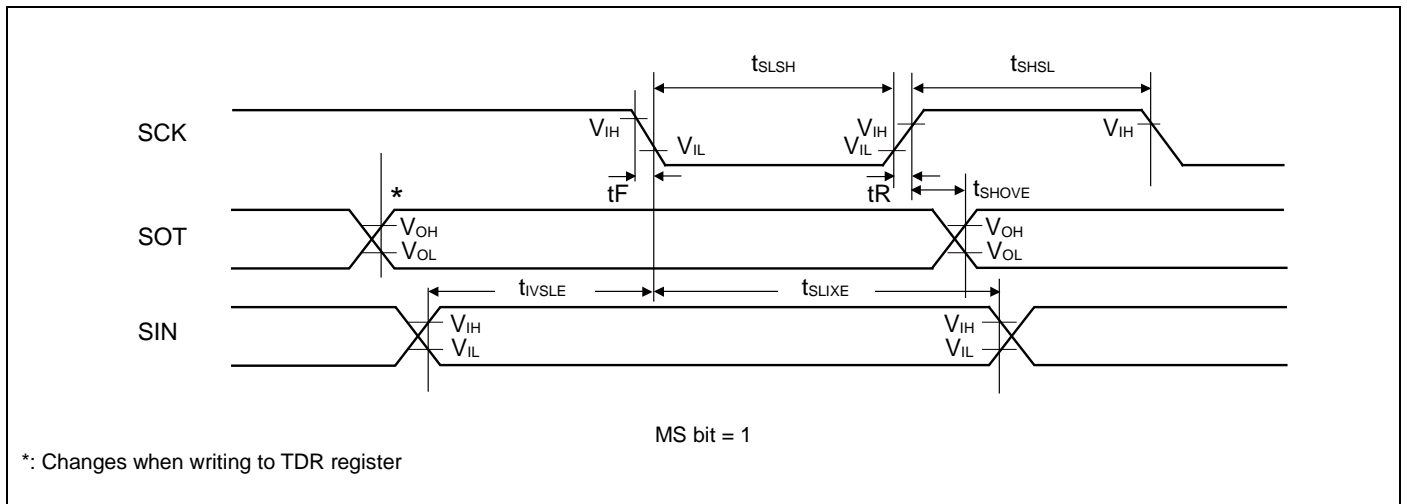 tSLSH
tSHSL
SCK
VIH
VIL
VIH
VIL
VIH
tF
tR
tSHOVE
*
SOT
VOH
VOL
VOH
VOL
tIVSLE
tSLIXE
SIN
VIH
VIL
VIH
VIL
MS bit = 1
*: Changes when writing to TDR register